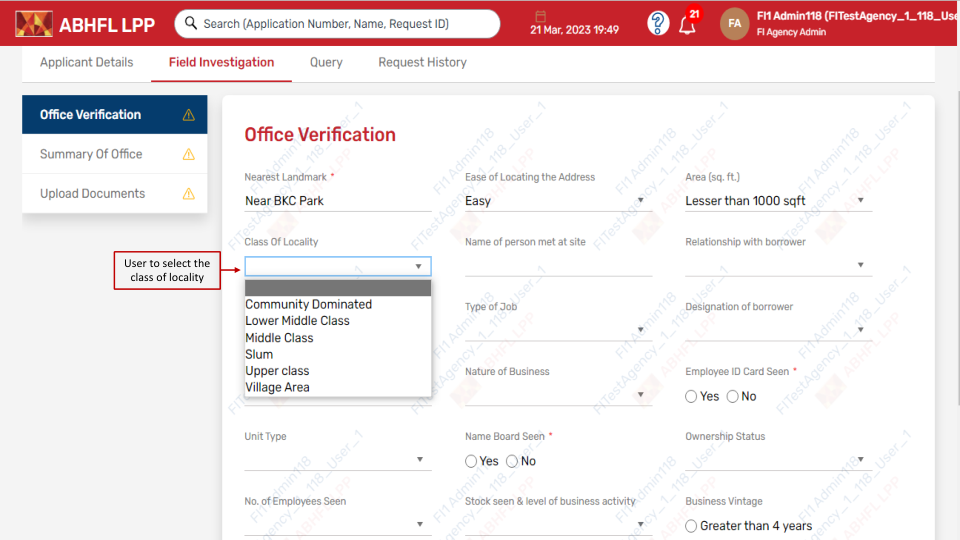 ABHFL LPP
Search (Application Number, Name, Request ID)
21 Mar, 2023 19:49
21
FA
FI1 Admin118 (FITestAgency_1_118_Use
FI Agency Admin
Applicant Details
Field Investigation
Query
Request History
Office Verification
Summary Of Office
Upload Documents
Office Verification
Nearest Landmark *
Near BKC Park
Ease of Locating the Address
Easy
Area (sq. ft.)
Lesser than 1000 sqft
Class Of Locality
Name of person met at site
Relationship with borrower
User to select the
class of locality
Community Dominated
Lower Middle Class
Middle Class
Slum
Upper class
Village Area
Type of Job
Designation of borrower
Nature of Business
Employee ID Card Seen *
Yes No
Unit Type
Name Board Seen *
Yes No
Ownership Status
No. of Employees Seen
Stock seen & level of business activity
Business Vintage
Greater than 4 years